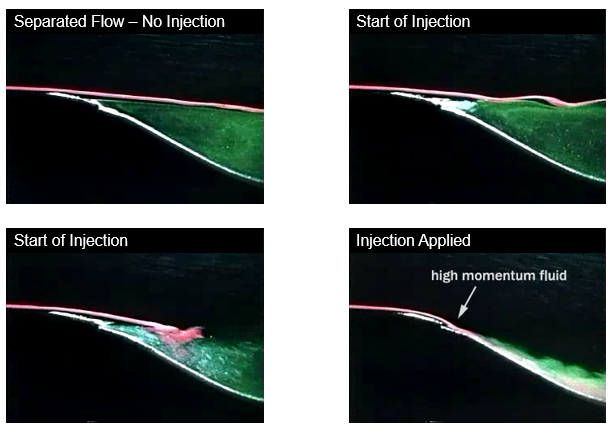 Separated Flow – No Injection
Start of Injection
Start of Injection
Injection Applied
high momentum fluid